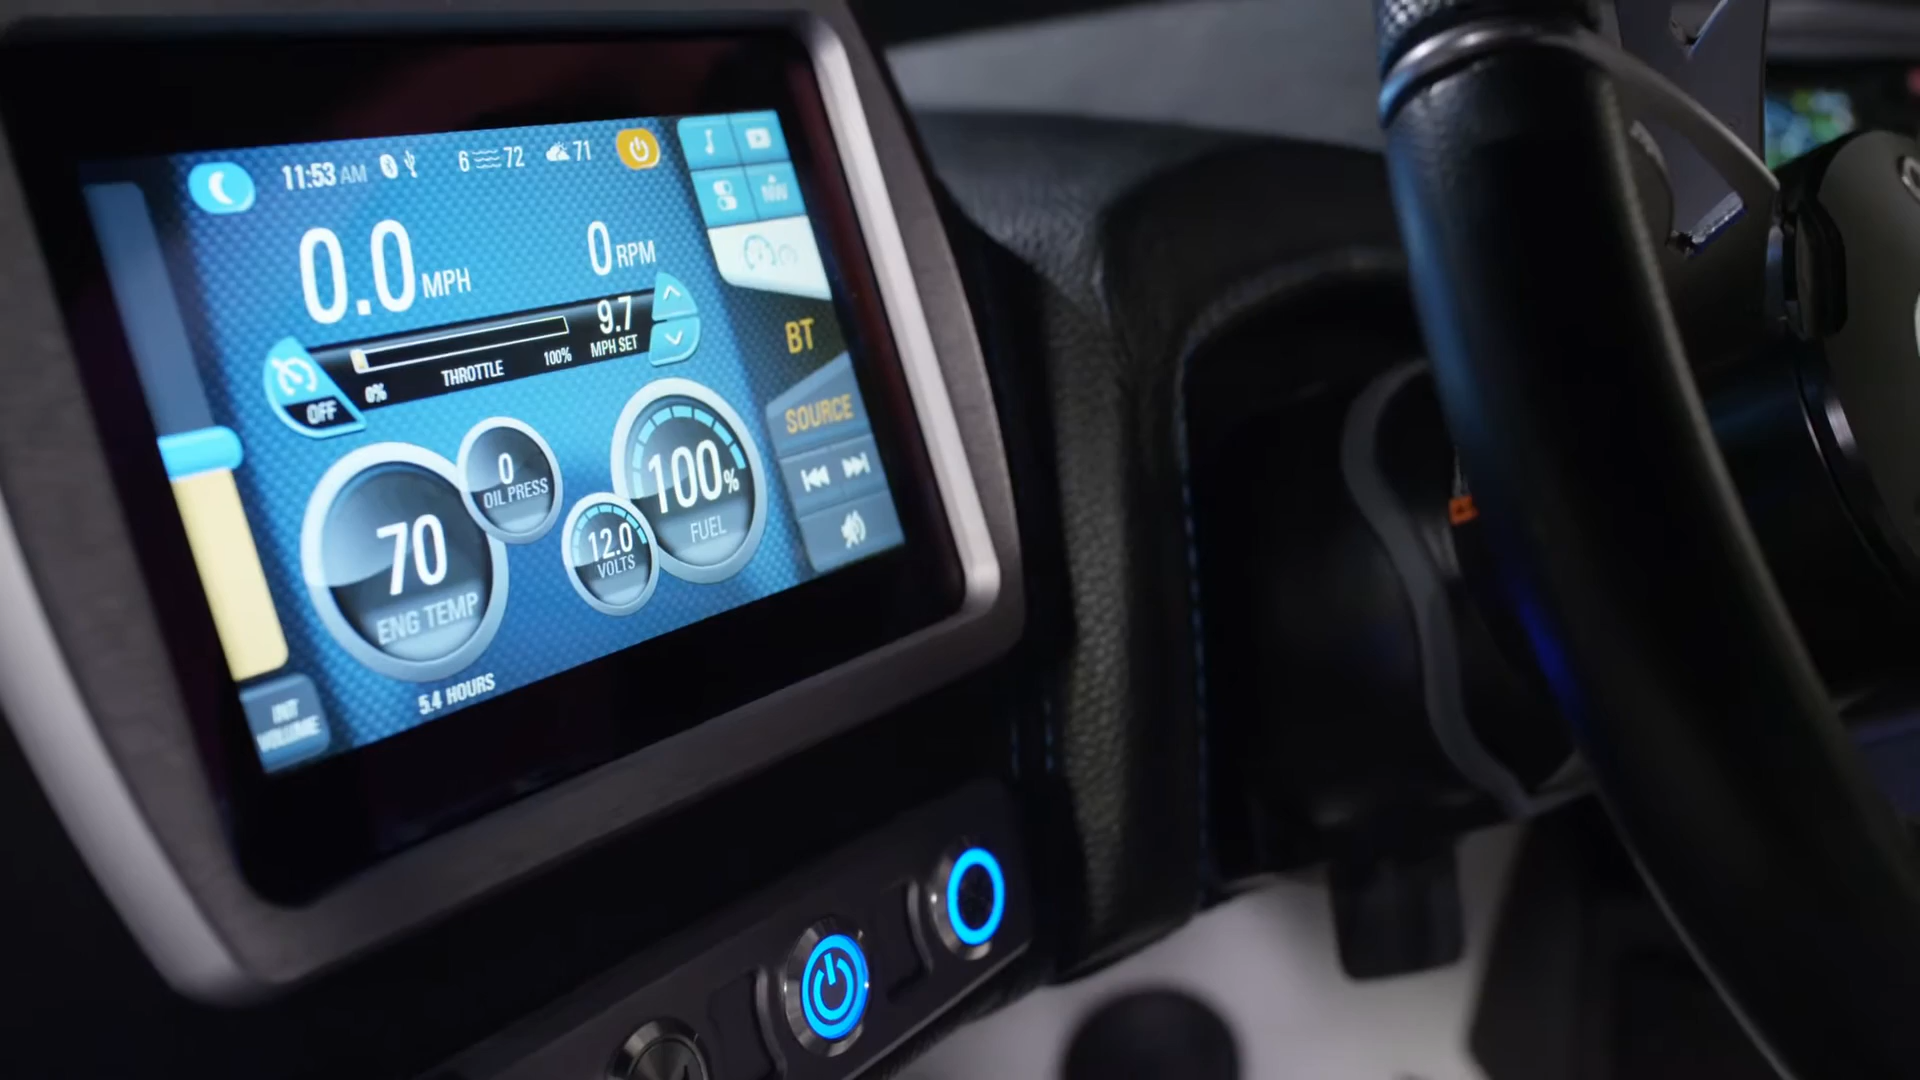 11:53 AM 6 72 71
0.0 MPH 0 RPM
9.7
MPH SET
0% THROTTLE 100%
OFF
BT
SOURCE
0
OIL PRESS
100%
FUEL
70
ENG TEMP
12.0
VOLTS
5.4 HOURS
INT
VOLUME